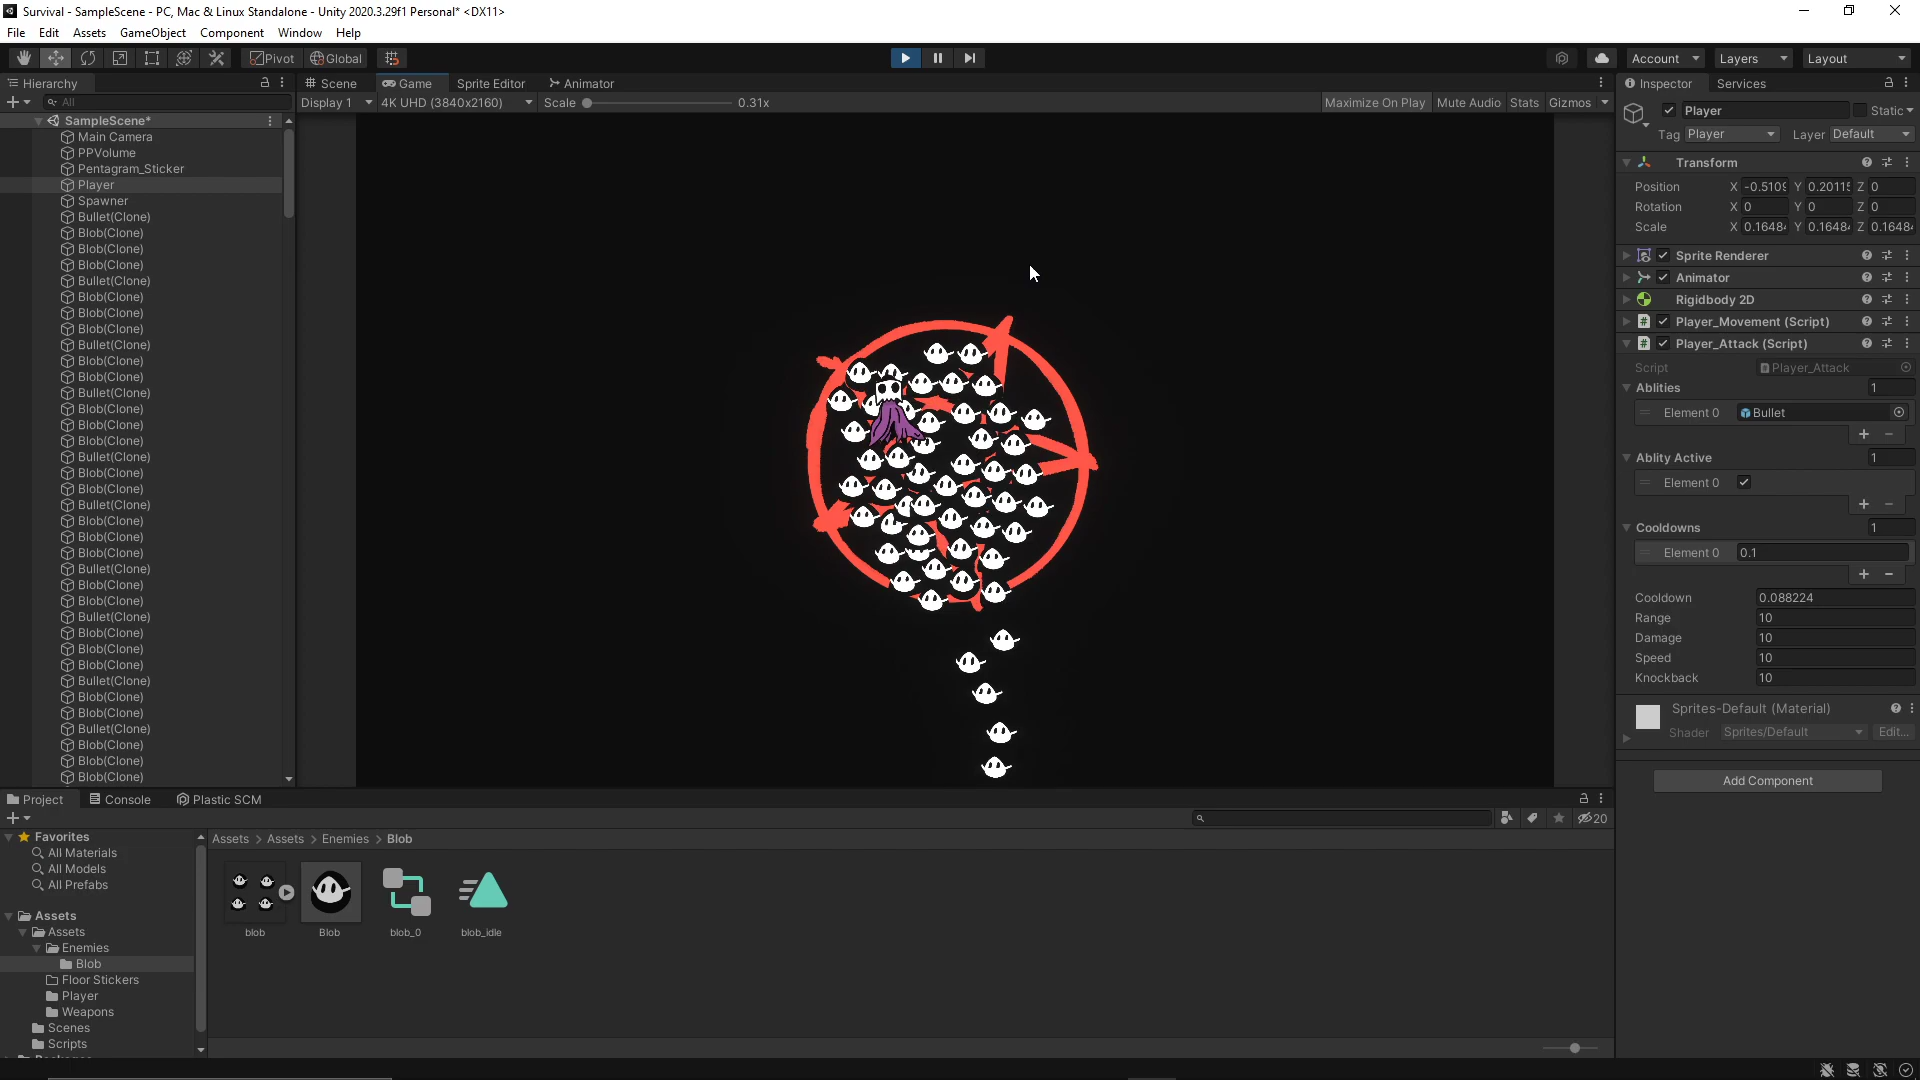 Survival - SampleScene - PC, Mac & Linux Standalone - Unity 2020.3.29f1 Personal* <DX11>
File Edit Assets GameObject Component Window Help
Pivot Global
Account Layers Layout
Hierarchy
All
SampleScene*
Main Camera
PPVolume
Pentagram_Sticker
Player
Spawner
Bullet(Clone)
Blob(Clone)
Blob(Clone)
Blob(Clone)
Bullet(Clone)
Blob(Clone)
Blob(Clone)
Blob(Clone)
Bullet(Clone)
Blob(Clone)
Blob(Clone)
Bullet(Clone)
Blob(Clone)
Blob(Clone)
Blob(Clone)
Bullet(Clone)
Blob(Clone)
Blob(Clone)
Bullet(Clone)
Blob(Clone)
Blob(Clone)
Blob(Clone)
Bullet(Clone)
Blob(Clone)
Blob(Clone)
Bullet(Clone)
Blob(Clone)
Blob(Clone)
Blob(Clone)
Bullet(Clone)
Blob(Clone)
Blob(Clone)
Bullet(Clone)
Blob(Clone)
Blob(Clone)
Blob(Clone)
Scene Game Sprite Editor Animator
Display 1 4K UHD (3840x2160) Scale 0.31x Maximize On Play Mute Audio Stats Gizmos
Inspector Services
Player Static
Tag Player Layer Default
Transform
Position X -0.5109 Y 0.20115 Z 0
Rotation X 0 Y 0 Z 0
Scale X 0.1648 Y 0.1648 Z 0.1648
Sprite Renderer
Animator
Rigidbody 2D
Player_Movement (Script)
Player_Attack (Script)
Script Player_Attack
Ablities 1
Element 0 Bullet
Ablity Active 1
Element 0
Cooldowns 1
Element 0 0.1
Cooldown 0.088224
Range 10
Damage 10
Speed 10
Knockback 10
Sprites-Default (Material)
Shader Sprites/Default Edit...
Add Component
Project Console Plastic SCM
20
Favorites
All Materials
All Models
All Prefabs
Assets
Assets
Enemies
Blob
Floor Stickers
Player
Weapons
Scenes
Scripts
Assets > Assets > Enemies > Blob
blob Blob blob_0 blob_idle